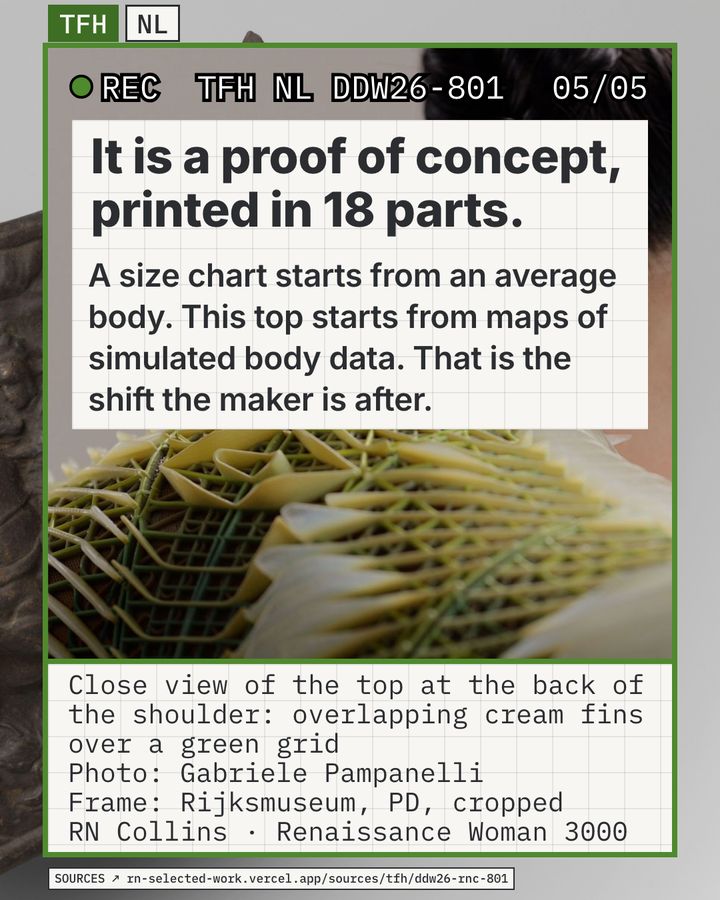 TFH NL
REC TFH NL DDW26-801 05/05
It is a proof of concept,
printed in 18 parts.
A size chart starts from an average
body. This top starts from maps of
simulated body data. That is the
shift the maker is after.
Close view of the top at the back of
the shoulder: overlapping cream fins
over a green grid
Photo: Gabriele Pampanelli
Frame: Rijksmuseum, PD, cropped
RN Collins · Renaissance Woman 3000
SOURCES ↗ rn-selected-work.vercel.app/sources/tfh/ddw26-rnc-801